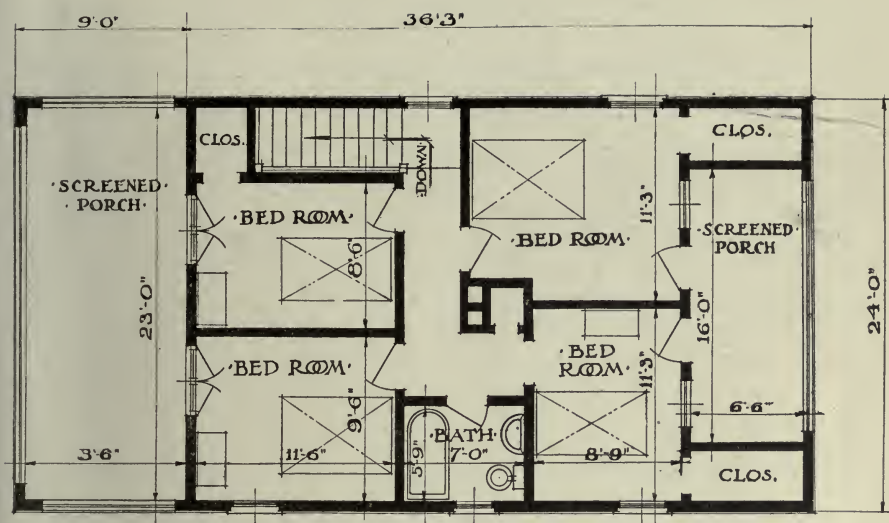 9'-0"
36'3"
CLOS.
CLOS.
DOWN
·SCREENED·
PORCH·
·BED ROOM·
8'-6"
·BED ROOM·
11'-3"
·SCREENED
PORCH
23'-0"
16'-0"
24'-0"
·BED ROOM·
9'-6"
·BED
ROOM·
11'-3"
6'-6"
3'-6"
11'-6"
5'-9"
·BATH·
7'-0"
8'-9"
CLOS.